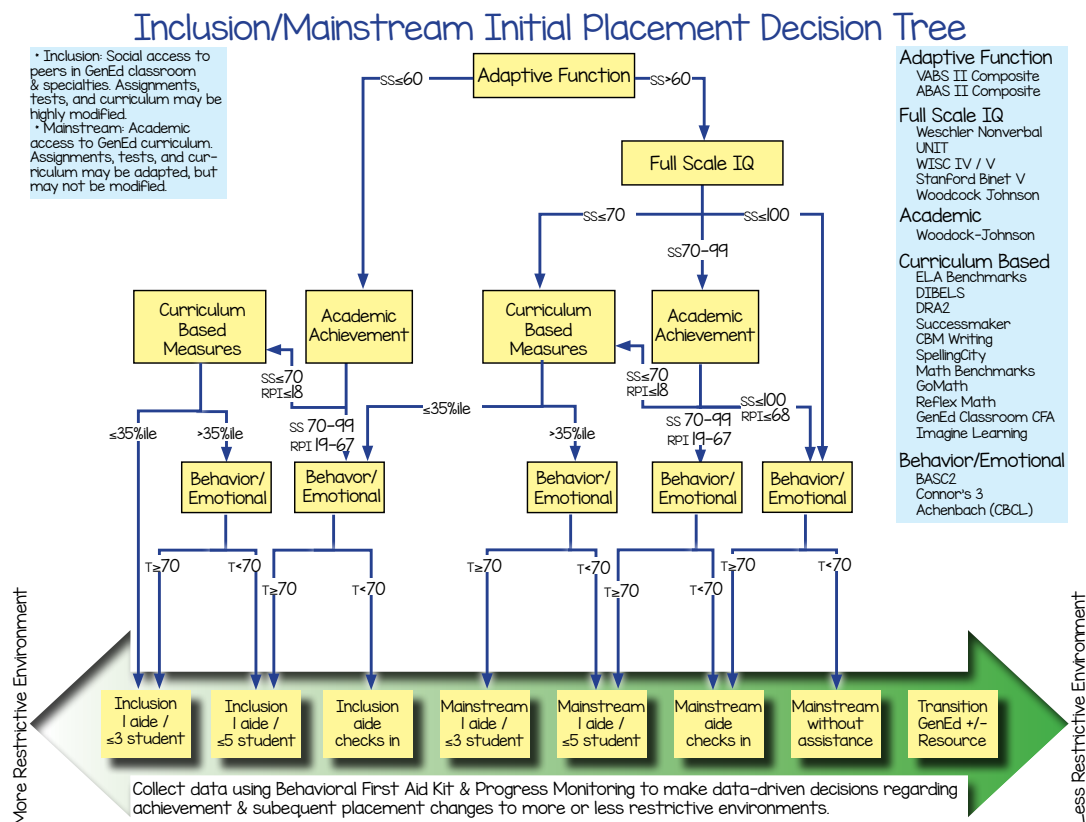 Inclusion/Mainstream Initial Placement Decision Tree
• Inclusion: Social access to
peers in GenEd classroom
& specialties. Assignments,
tests, and curriculum may be
highly modified.
• Mainstream: Academic
access to GenEd curriculum.
Assignments, tests, and cur-
riculum may be adapted, but
may not be modified.
SS≤60
Adaptive Function
SS>60
Full Scale IQ
SS≤70
SS≤100
SS70-99
Curriculum
Based
Measures
Academic
Achievement
Curriculum
Based
Measures
Academic
Achievement
SS≤70
RPI≤18
SS≤70
RPI≤18
≤35%ile
>35%ile
SS 70-99
RPI 19-67
≤35%ile
>35%ile
SS 70-99
RPI 19-67
SS≤100
RPI≤68
Behavior/
Emotional
Behavor/
Emotional
Behavior/
Emotional
Behavior/
Emotional
Behavior/
Emotional
T≥70
T<70
T≥70
T<70
T≥70
T<70
T≥70
T<70
T≥70
T<70
Adaptive Function
VABS II Composite
ABAS II Composite
Full Scale IQ
Weschler Nonverbal
UNIT
WISC IV / V
Stanford Binet V
Woodcock Johnson
Academic
Woodock-Johnson
Curriculum Based
ELA Benchmarks
DIBELS
DRA2
Successmaker
CBM Writing
SpellingCity
Math Benchmarks
GoMath
Reflex Math
GenEd Classroom CFA
Imagine Learning
Behavior/Emotional
BASC2
Connor's 3
Achenbach (CBCL)
More Restrictive Environment
Inclusion
1 aide /
≤3 student
Inclusion
1 aide /
≤5 student
Inclusion
aide
checks in
Mainstream
1 aide /
≤3 student
Mainstream
1 aide /
≤5 student
Mainstream
aide
checks in
Mainstream
without
assistance
Transition
GenEd +/-
Resource
Less Restrictive Environment
Collect data using Behavioral First Aid Kit & Progress Monitoring to make data-driven decisions regarding
achievement & subequent placement changes to more or less restrictive environments.